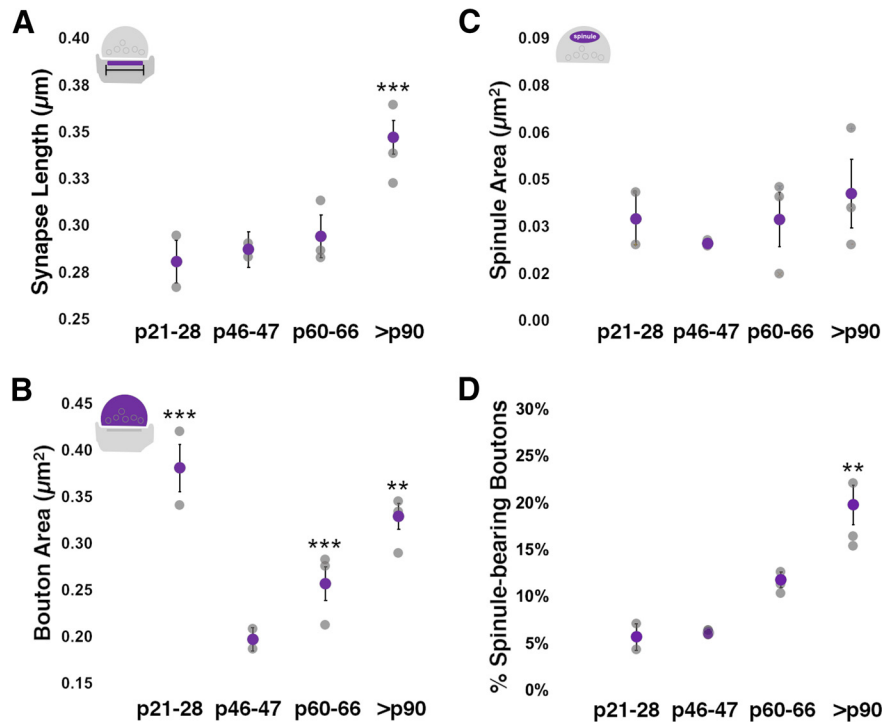 A
Synapse Length (µm)
0.40
0.38
0.35
0.33
0.30
0.28
0.25
***
p21-28 p46-47 p60-66 >p90
C
spinule
Spinule Area (µm²)
0.09
0.08
0.06
0.05
0.03
0.02
0.00
p21-28 p46-47 p60-66 >p90
B
Bouton Area (µm²)
0.45
0.40
0.35
0.30
0.25
0.20
0.15
***
***
**
p21-28 p46-47 p60-66 >p90
D
% Spinule-bearing Boutons
30%
25%
20%
15%
10%
5%
0%
**
p21-28 p46-47 p60-66 >p90